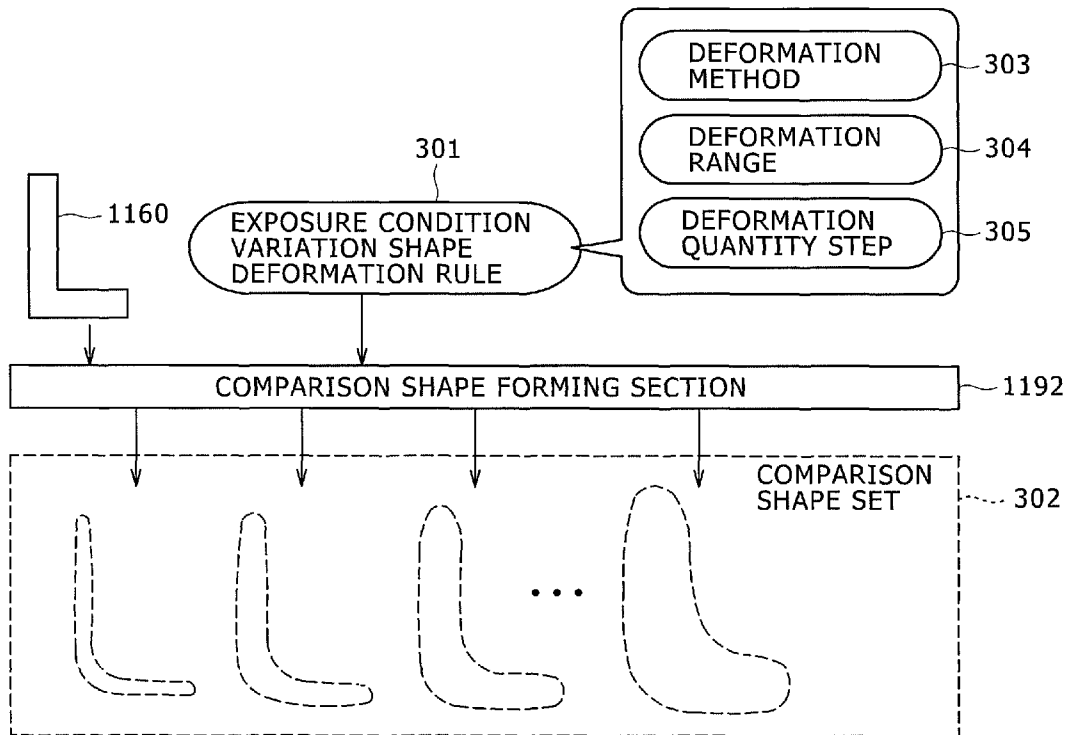 DEFORMATION
METHOD
303
DEFORMATION
RANGE
304
DEFORMATION
QUANTITY STEP
305
301
EXPOSURE CONDITION
VARIATION SHAPE
DEFORMATION RULE
1160
COMPARISON SHAPE FORMING SECTION
1192
COMPARISON
SHAPE SET
302